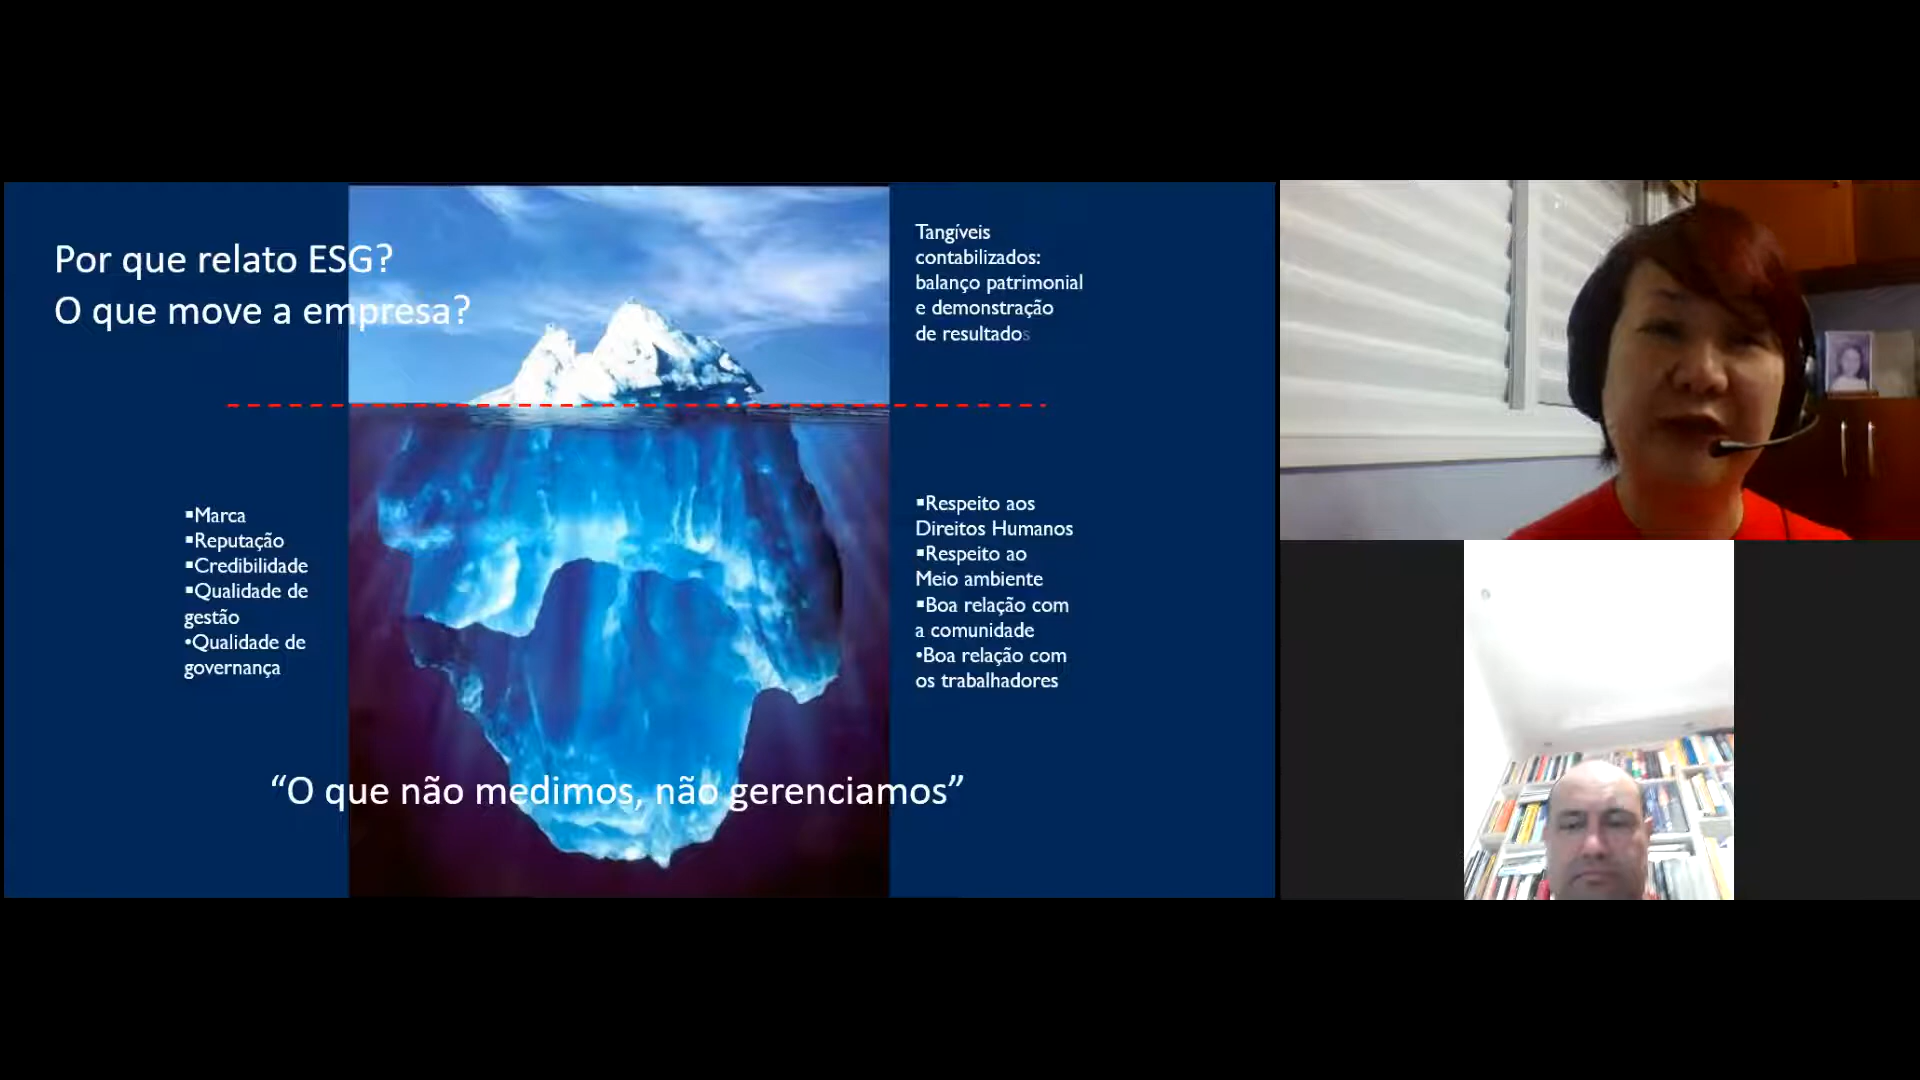 Por que relato ESG?
O que move a empresa?
Tangíveis
contabilizados:
balanço patrimonial
e demonstração
de resultados
▪Marca
▪Reputação
▪Credibilidade
▪Qualidade de
gestão
•Qualidade de
governança
▪Respeito aos
Direitos Humanos
▪Respeito ao
Meio ambiente
▪Boa relação com
a comunidade
•Boa relação com
os trabalhadores
“O que não medimos, não gerenciamos”